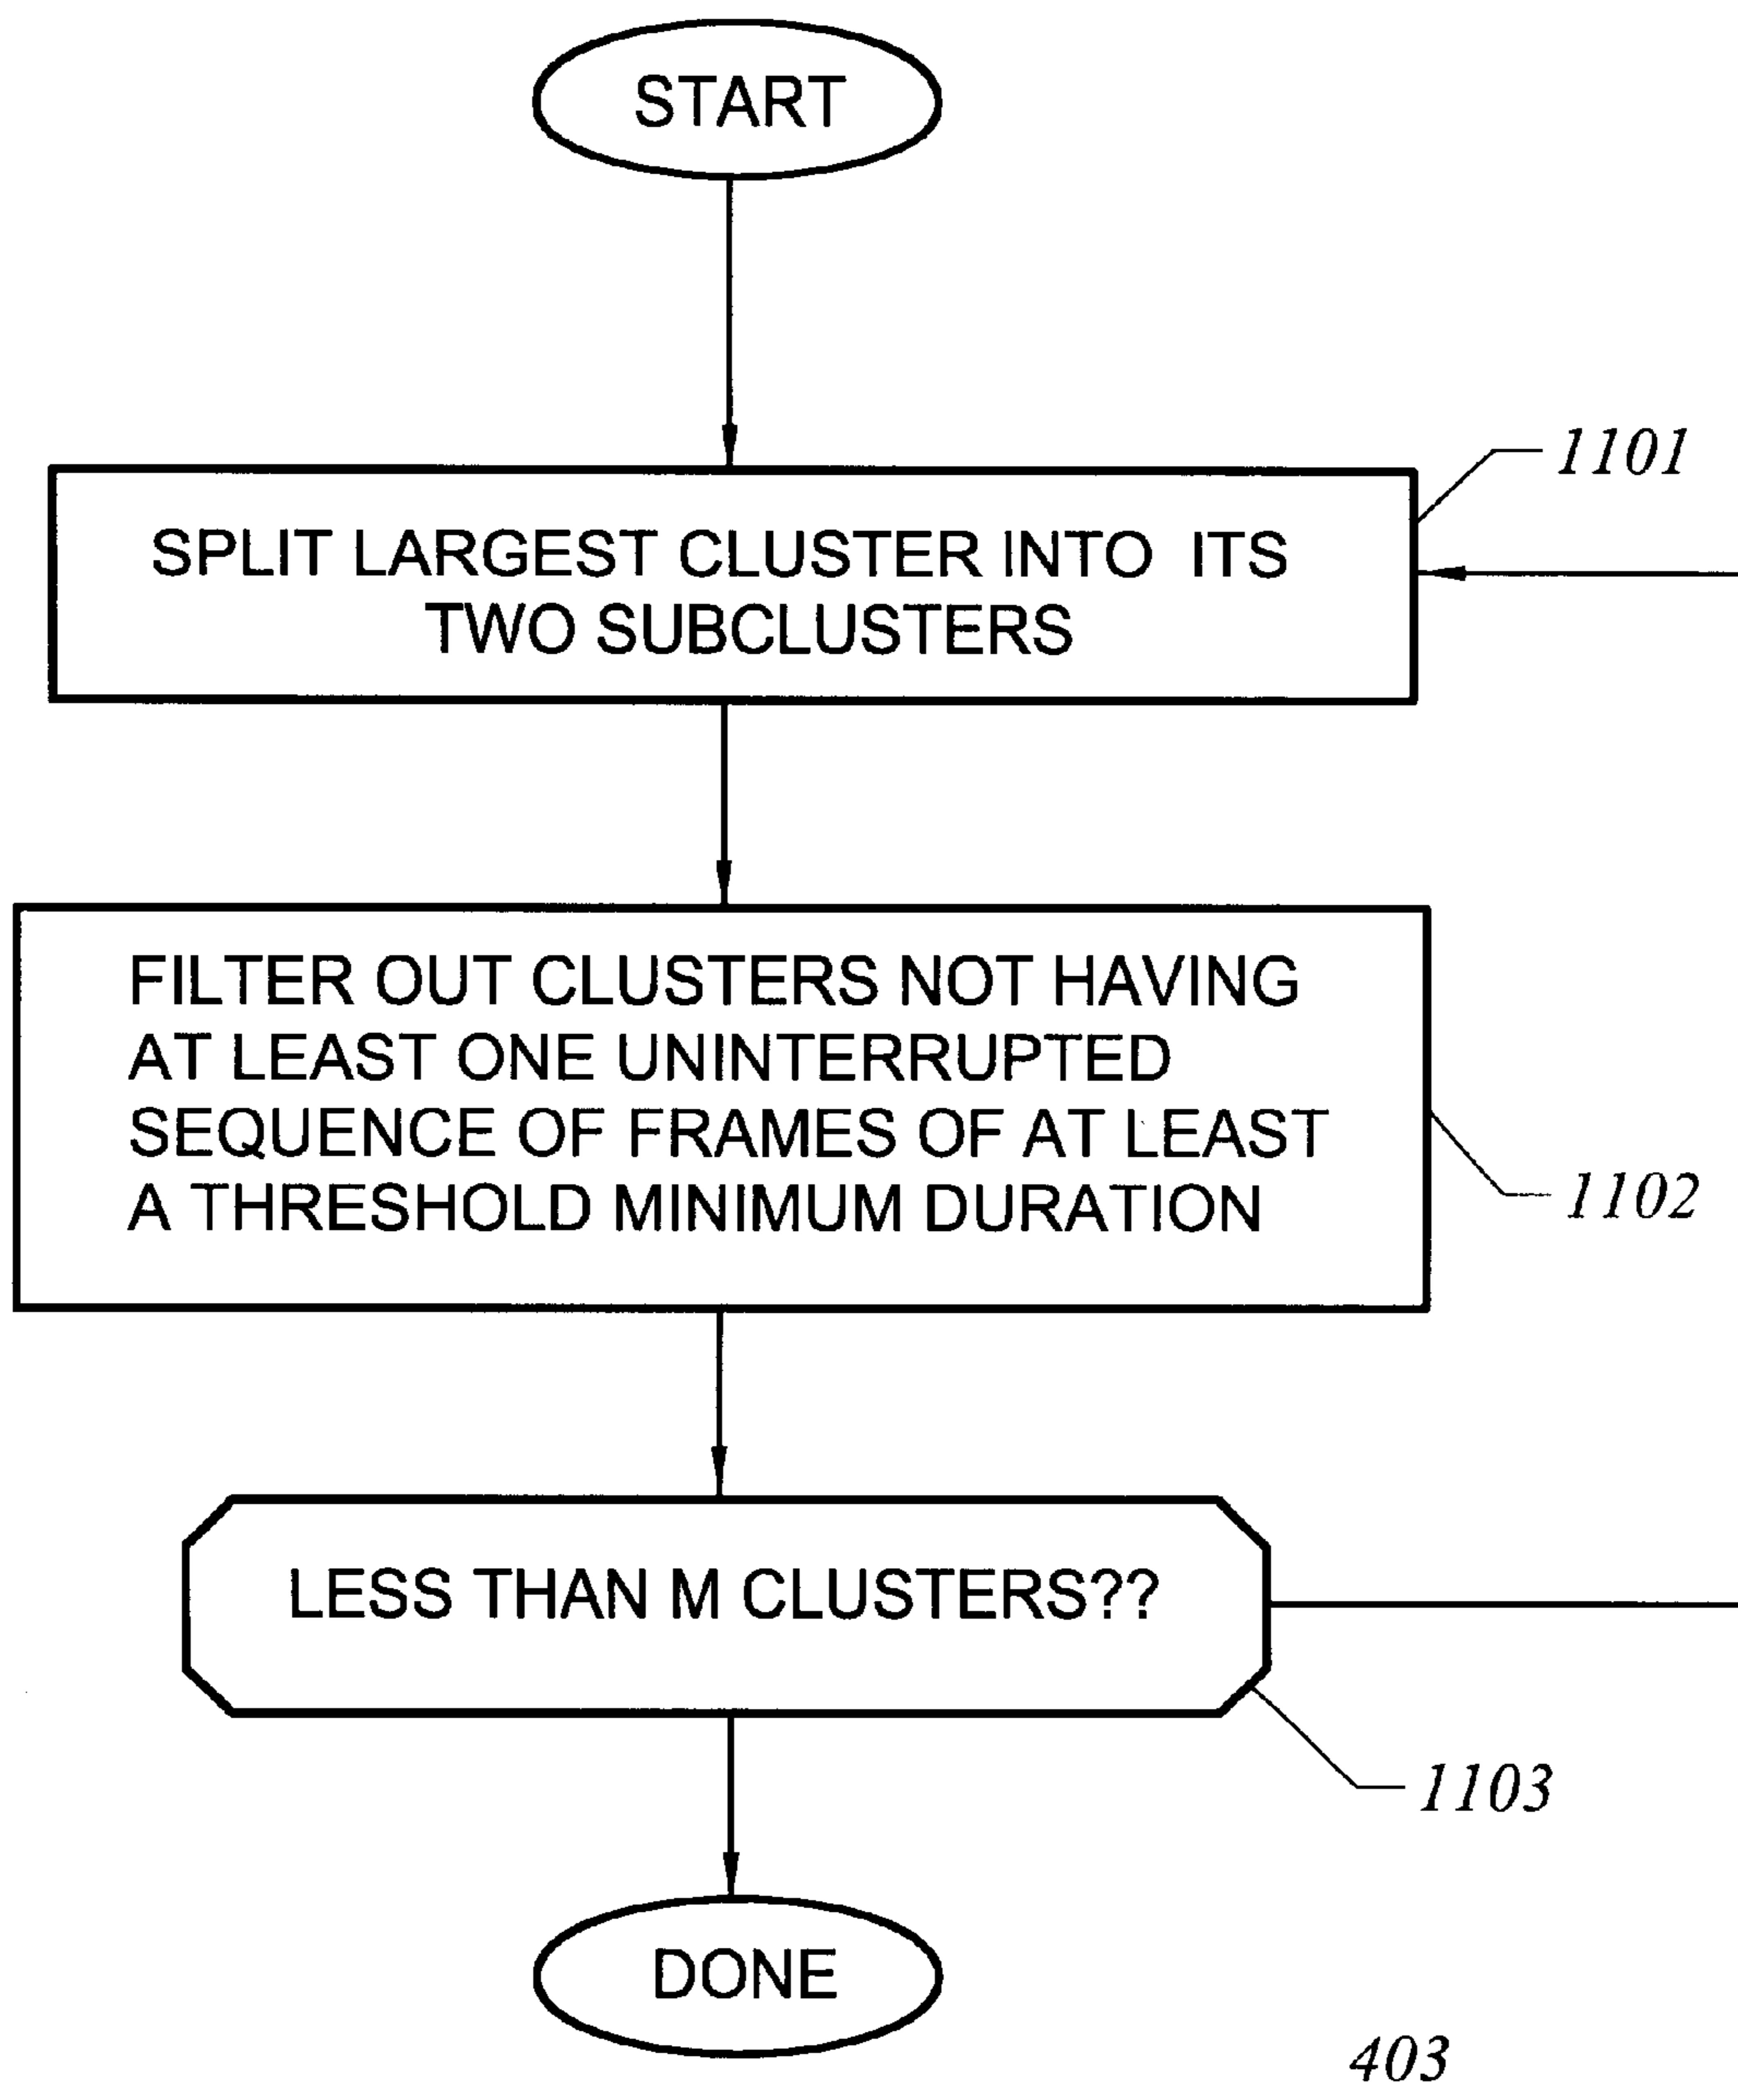 START
1101
SPLIT LARGEST CLUSTER INTO ITS
TWO SUBCLUSTERS
FILTER OUT CLUSTERS NOT HAVING
AT LEAST ONE UNINTERRUPTED
SEQUENCE OF FRAMES OF AT LEAST
A THRESHOLD MINIMUM DURATION
1102
LESS THAN M CLUSTERS??
1103
DONE
403